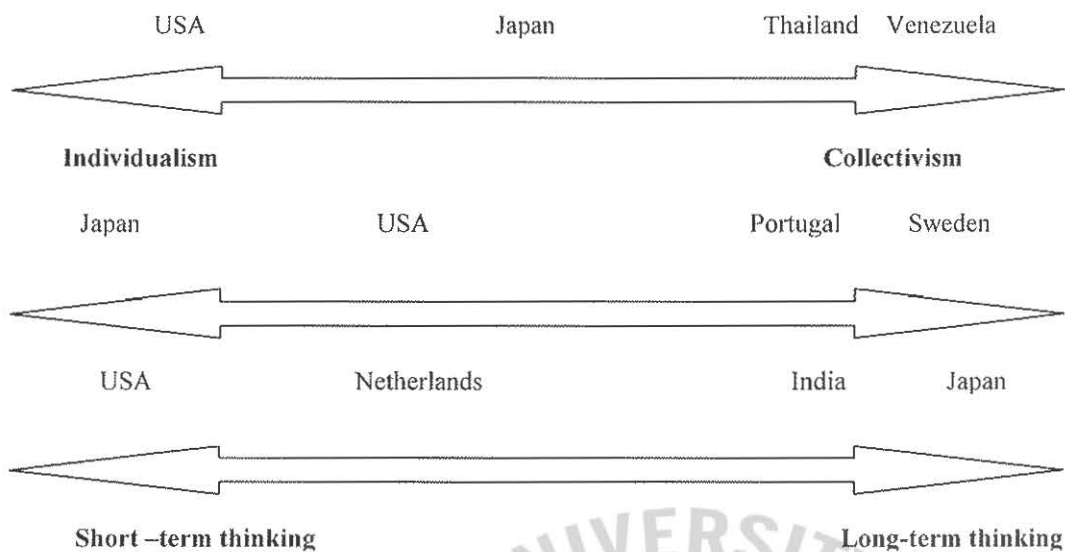 USA Japan Thailand Venezuela
Individualism Collectivism
Japan USA Portugal Sweden
USA Netherlands India Japan
Short –term thinking Long-term thinking
UNIVERSIT